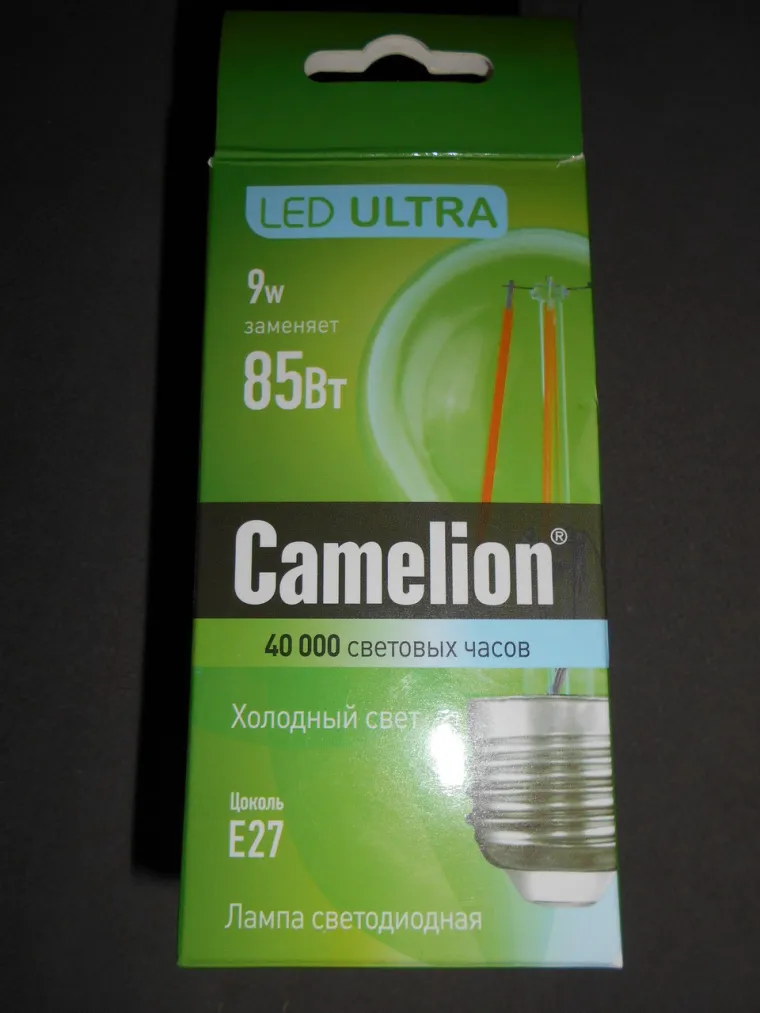 LED ULTRA
9w
заменяет
85Вт
Camelion®
40 000 световых часов
Холодный свет
Цоколь
E27
Лампа светодиодная